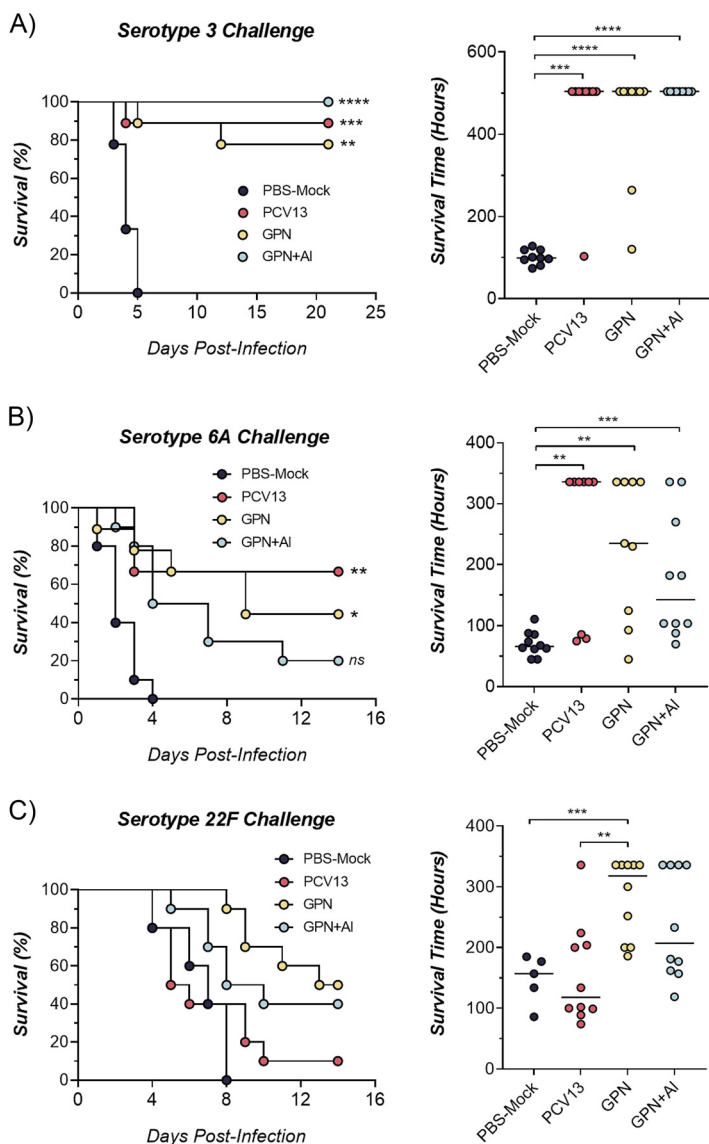 A)
Serotype 3 Challenge
Survival (%)
100
80
60
40
20
0
PBS-Mock
PCV13
GPN
GPN+Al
****
***
**
0 5 10 15 20 25
Days Post-Infection
****
****
***
Survival Time (Hours)
600
400
200
0
PBS-Mock PCV13 GPN GPN+Al
B)
Serotype 6A Challenge
PBS-Mock
PCV13
GPN
GPN+Al
Survival (%)
100
80
60
40
20
0
**
*
ns
0 4 8 12 16
Days Post-Infection
***
**
**
Survival Time (Hours)
400
300
200
100
0
PBS-Mock PCV13 GPN GPN+Al
C)
Serotype 22F Challenge
PBS-Mock
PCV13
GPN
GPN+Al
Survival (%)
100
80
60
40
20
0
0 4 8 12 16
Days Post-Infection
***
**
Survival Time (Hours)
400
300
200
100
0
PBS-Mock PCV13 GPN GPN+Al